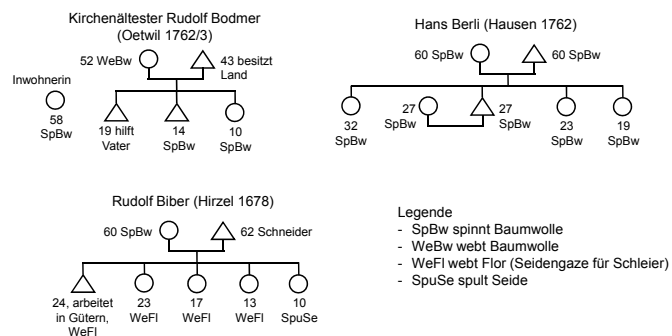 Kirchenältester Rudolf Bodmer
(Oetwil 1762/3)
52 WeBw
43 besitzt
Land
Inwohnerin
58
SpBw
19 hilft
Vater
14
SpBw
10
SpBw
Hans Berli (Hausen 1762)
60 SpBw
60 SpBw
32
SpBw
27
SpBw
27
SpBw
23
SpBw
19
SpBw
Rudolf Biber (Hirzel 1678)
60 SpBw
62 Schneider
24, arbeitet
in Gütern,
WeFl
23
WeFl
17
WeFl
13
WeFl
10
SpuSe
Legende
- SpBw spinnt Baumwolle
- WeBw webt Baumwolle
- WeFl webt Flor (Seidengaze für Schleier)
- SpuSe spult Seide